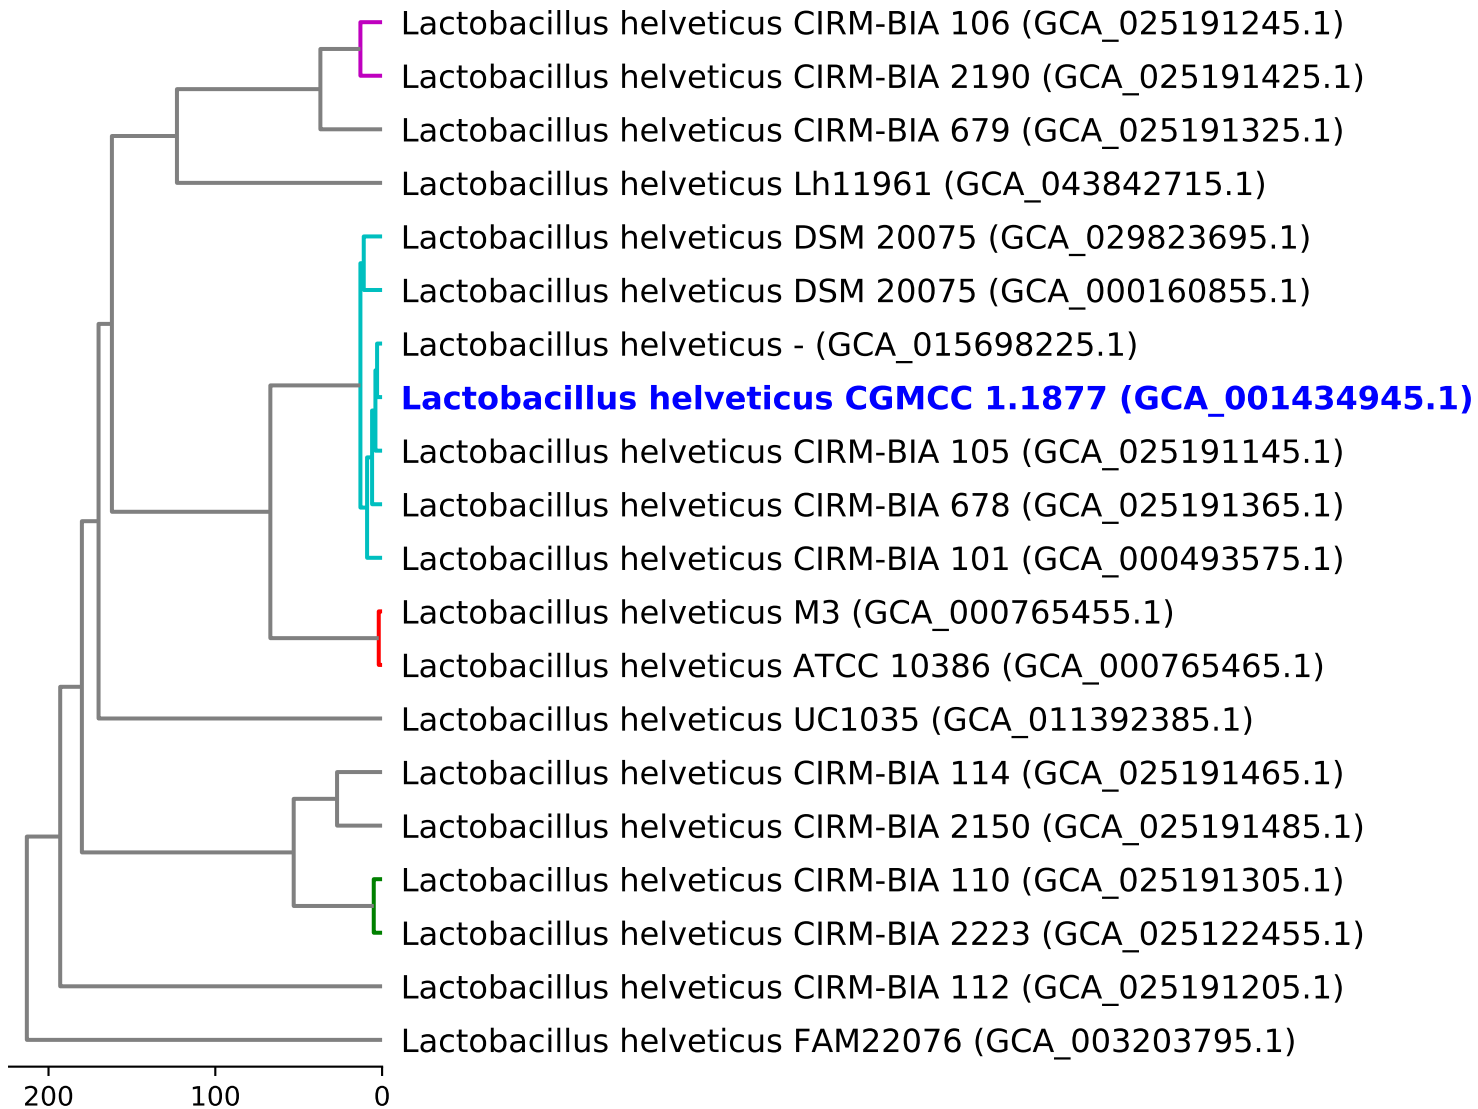 Lactobacillus helveticus CIRM-BIA 106 (GCA_025191245.1)
Lactobacillus helveticus CIRM-BIA 2190 (GCA_025191425.1)
Lactobacillus helveticus CIRM-BIA 679 (GCA_025191325.1)
Lactobacillus helveticus Lh11961 (GCA_043842715.1)
Lactobacillus helveticus DSM 20075 (GCA_029823695.1)
Lactobacillus helveticus DSM 20075 (GCA_000160855.1)
Lactobacillus helveticus - (GCA_015698225.1)
Lactobacillus helveticus CGMCC 1.1877 (GCA_001434945.1)
Lactobacillus helveticus CIRM-BIA 105 (GCA_025191145.1)
Lactobacillus helveticus CIRM-BIA 678 (GCA_025191365.1)
Lactobacillus helveticus CIRM-BIA 101 (GCA_000493575.1)
Lactobacillus helveticus M3 (GCA_000765455.1)
Lactobacillus helveticus ATCC 10386 (GCA_000765465.1)
Lactobacillus helveticus UC1035 (GCA_011392385.1)
Lactobacillus helveticus CIRM-BIA 114 (GCA_025191465.1)
Lactobacillus helveticus CIRM-BIA 2150 (GCA_025191485.1)
Lactobacillus helveticus CIRM-BIA 110 (GCA_025191305.1)
Lactobacillus helveticus CIRM-BIA 2223 (GCA_025122455.1)
Lactobacillus helveticus CIRM-BIA 112 (GCA_025191205.1)
Lactobacillus helveticus FAM22076 (GCA_003203795.1)
200 100 0